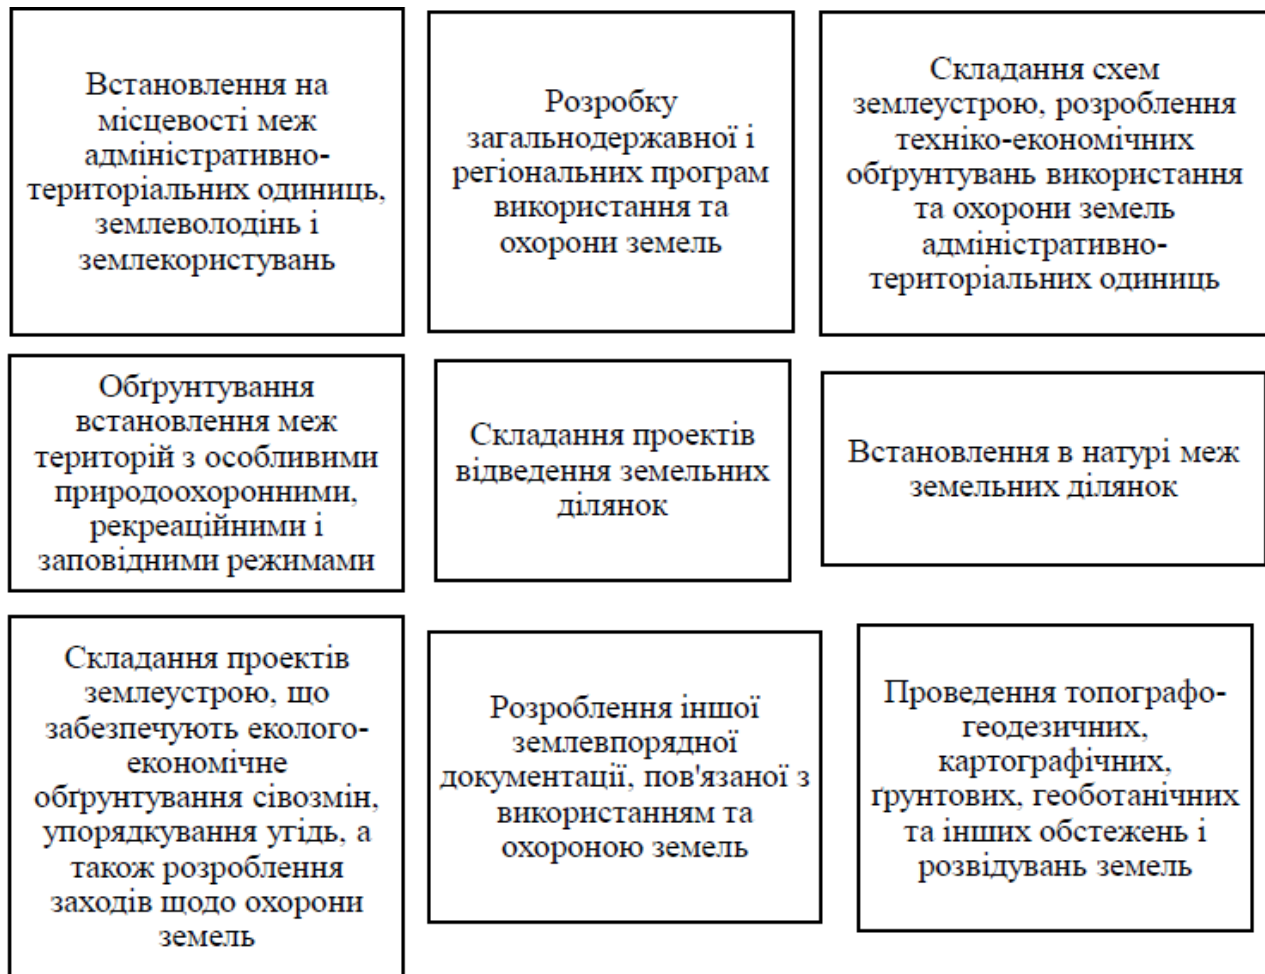 Встановлення на
місцевості меж
адміністративно-
територіальних одиниць,
землеволодінь і
землекористувань
Розробку
загальнодержавної і
регіональних програм
використання та
охорони земель
Складання схем
землеустрою, розроблення
техніко-економічних
обґрунтувань використання
та охорони земель
адміністративно-
територіальних одиниць
Обґрунтування
встановлення меж
територій з особливими
природоохоронними,
рекреаційними і
заповідними режимами
Складання проектів
відведення земельних
ділянок
Встановлення в натурі меж
земельних ділянок
Складання проектів
землеустрою, що
забезпечують еколого-
економічне
обґрунтування сівозмін,
упорядкування угідь, а
також розроблення
заходів щодо охорони
земель
Розроблення іншої
землевпорядної
документації, пов'язаної з
використанням та
охороною земель
Проведення топографо-
геодезичних,
картографічних,
ґрунтових, геоботанічних
та інших обстежень і
розвідувань земель